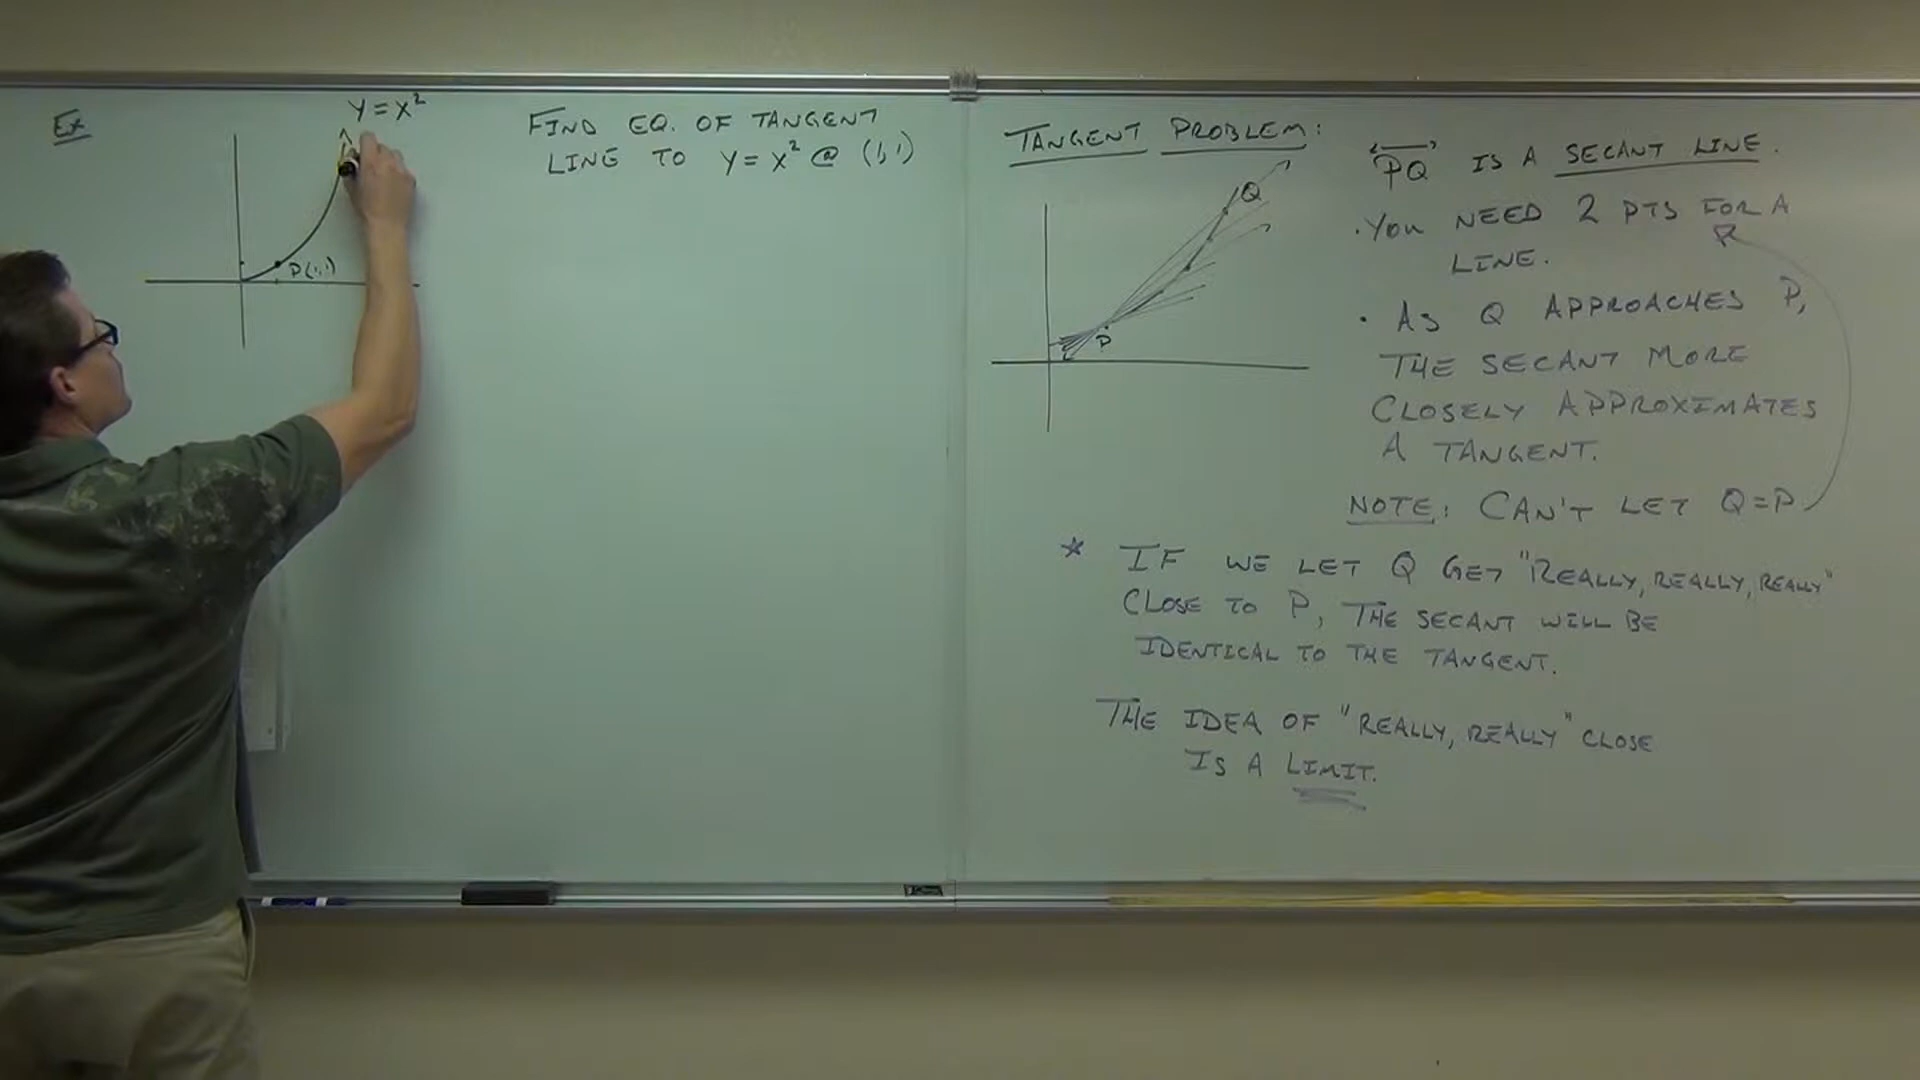 Ex
y = x²
P(1,1)
FIND EQ. OF TANGENT
LINE TO y = x² @ (1,1)
TANGENT PROBLEM:
Q
P
PQ IS A SECANT LINE.
• YOU NEED 2 PTS FOR A
LINE.
• AS Q APPROACHES P,
THE SECANT MORE
CLOSELY APPROXIMATES
A TANGENT.
NOTE: CAN'T LET Q=P
* IF WE LET Q GET "REALLY, REALLY, REALLY"
CLOSE TO P, THE SECANT WILL BE
IDENTICAL TO THE TANGENT.
THE IDEA OF "REALLY, REALLY" CLOSE
IS A LIMIT.